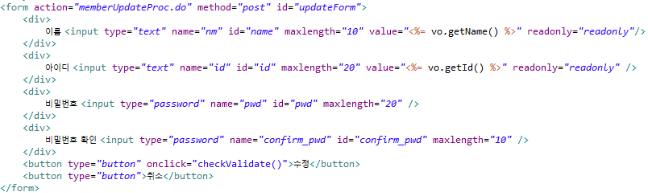 <form action="memberUpdateProc.do" method="post" id="updateForm">
<div>
이름 <input type="text" name="nm" id="name" maxlength="10" value="<%= vo.getName() %>" readonly="readonly"/>
</div>
<div>
아이디 <input type="text" name="id" id="id" maxlength="20" value="<%= vo.getId() %>" readonly="readonly" />
</div>
<div>
비밀번호 <input type="password" name="pwd" id="pwd" maxlength="20" />
</div>
<div>
비밀번호 확인 <input type="password" name="confirm_pwd" id="confirm_pwd" maxlength="10" />
</div>
<button type="button" onclick="checkValidate()">수정</button>
<button type="button">취소</button>
</form>